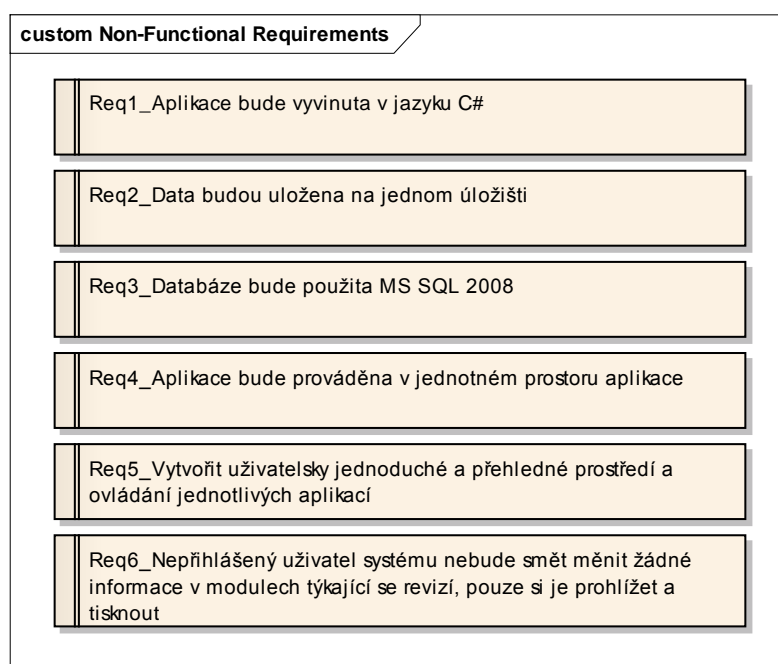 custom Non-Functional Requirements
Req1_Aplikace bude vyvinuta v jazyku C#
Req2_Data budou uložena na jednom úložišti
Req3_Databáze bude použita MS SQL 2008
Req4_Aplikace bude prováděna v jednotném prostoru aplikace
Req5_Vytvořit uživatelsky jednoduché a přehledné prostředí a
ovládání jednotlivých aplikací
Req6_Nepřihlášený uživatel systému nebude smět měnit žádné
informace v modulech týkající se revizí, pouze si je prohlížet a
tisknout